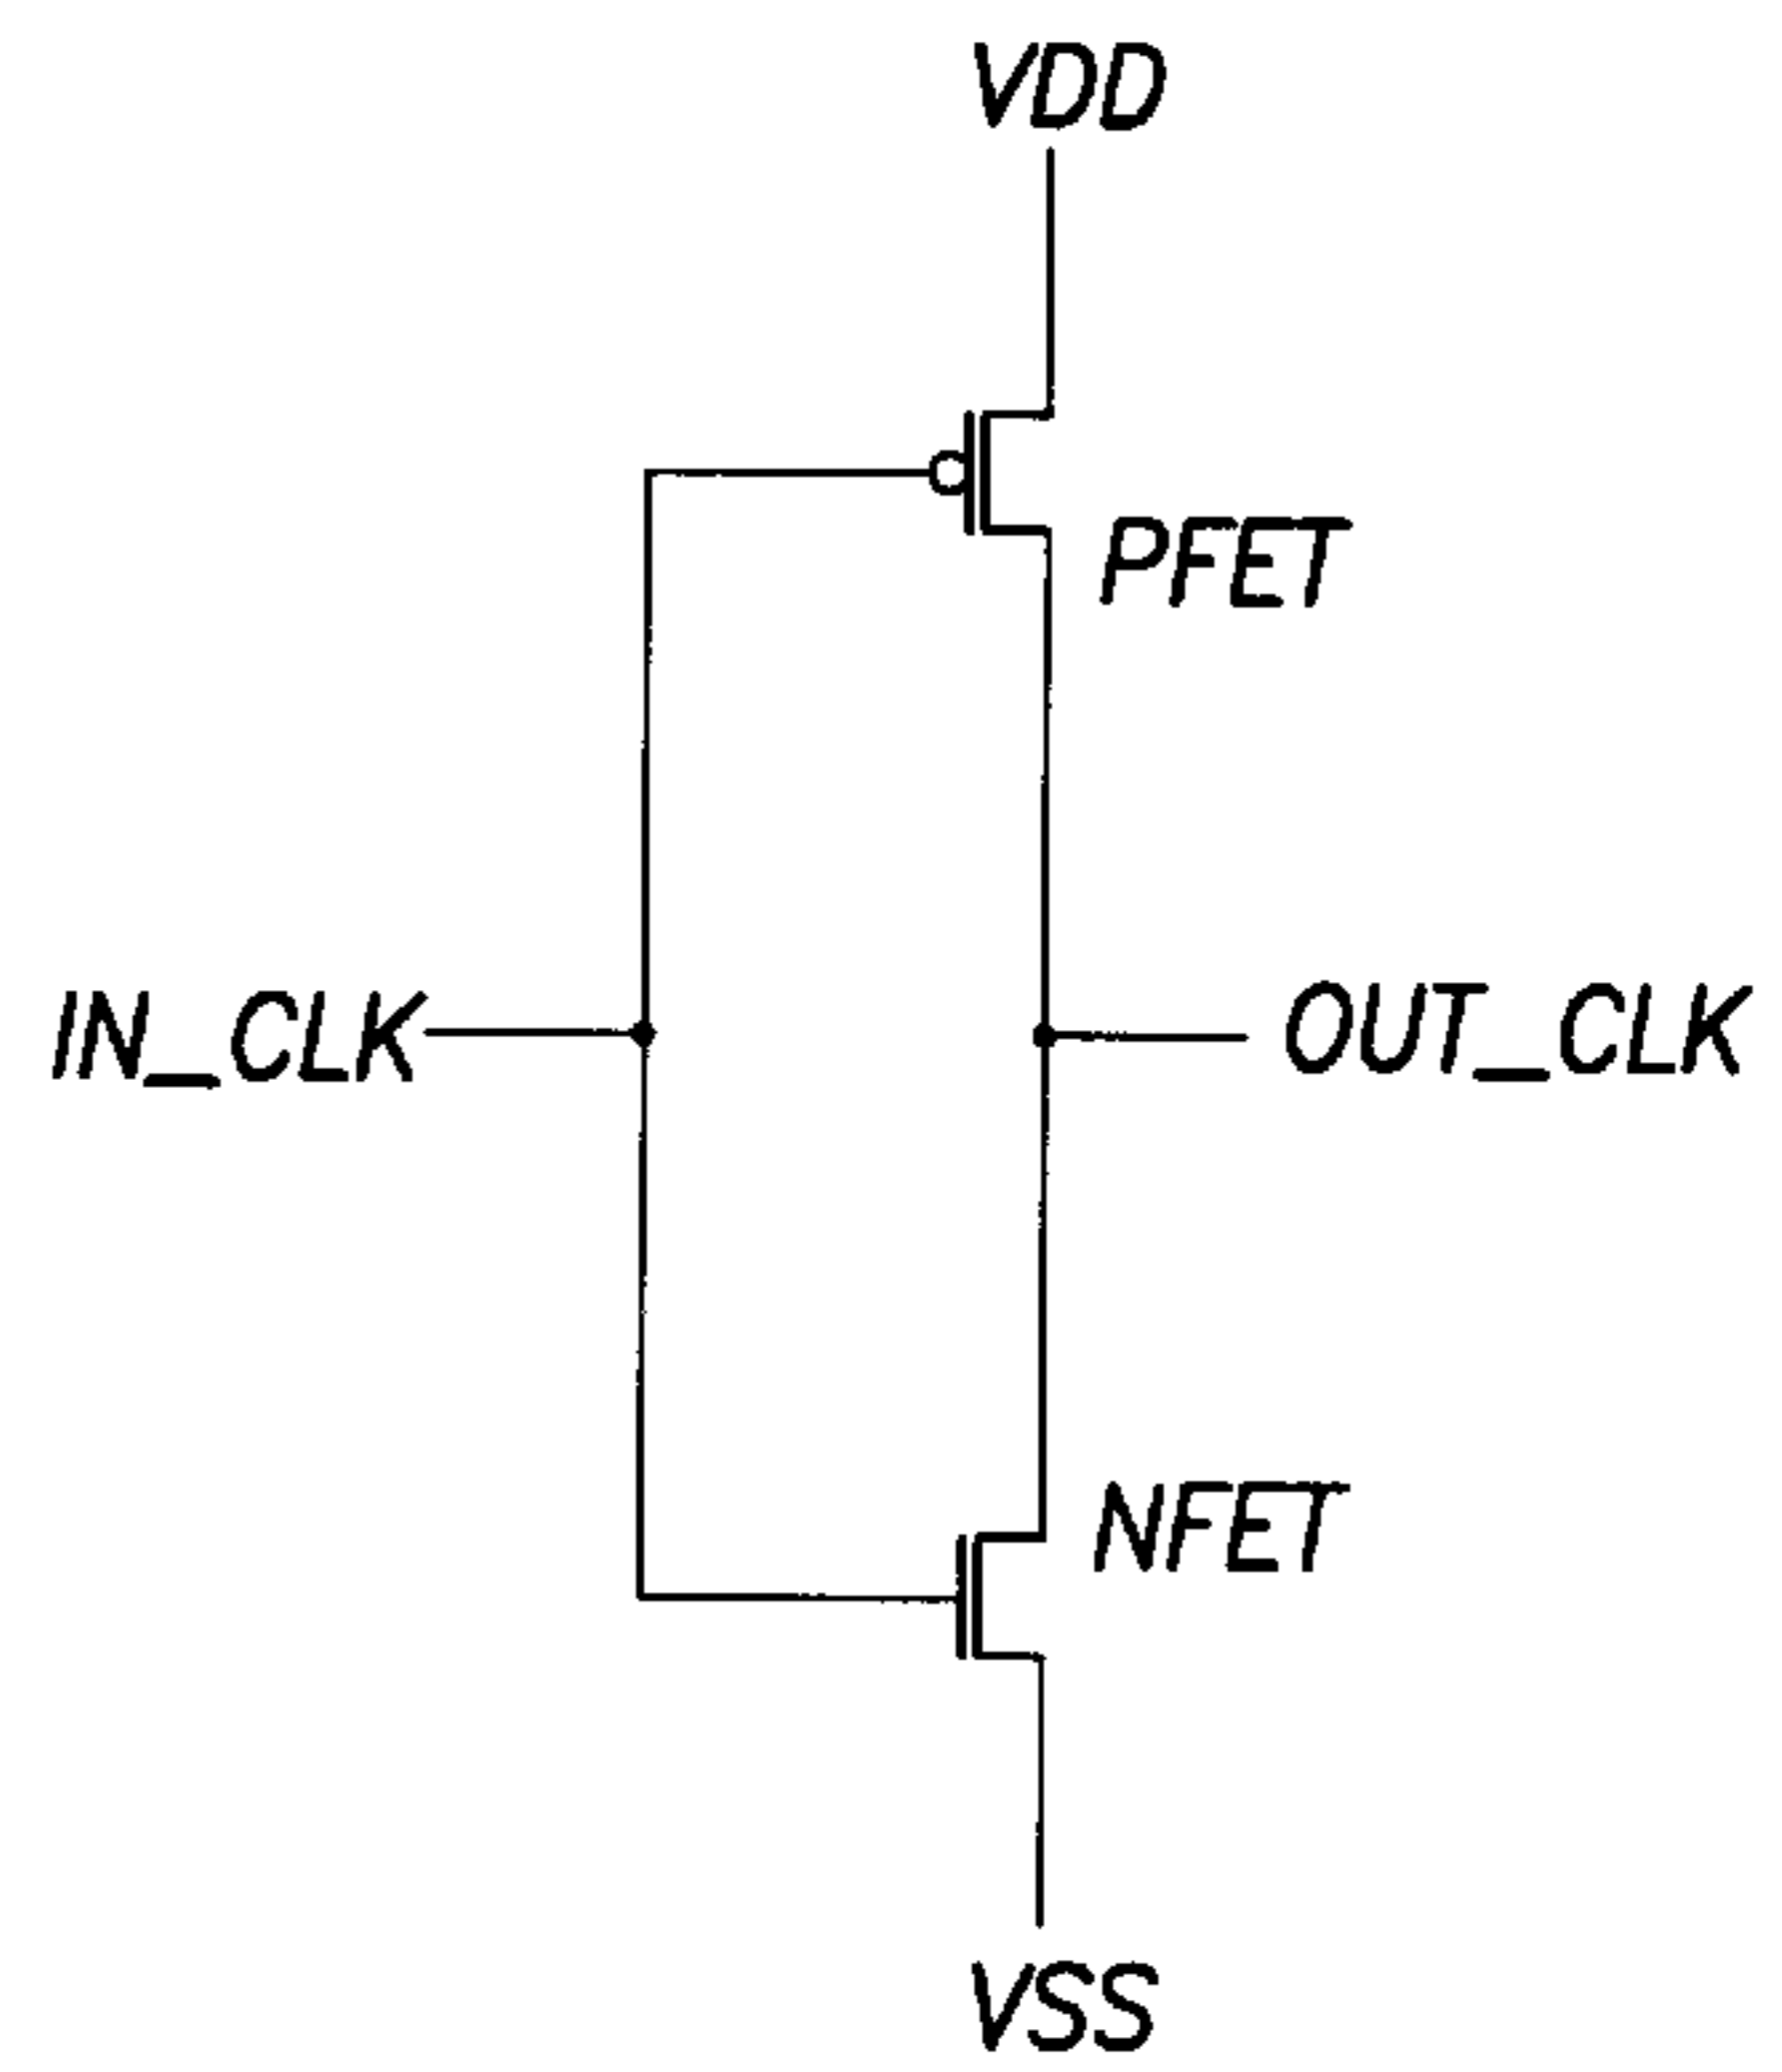 VDD
PFET
IN_CLK
OUT_CLK
NFET
VSS